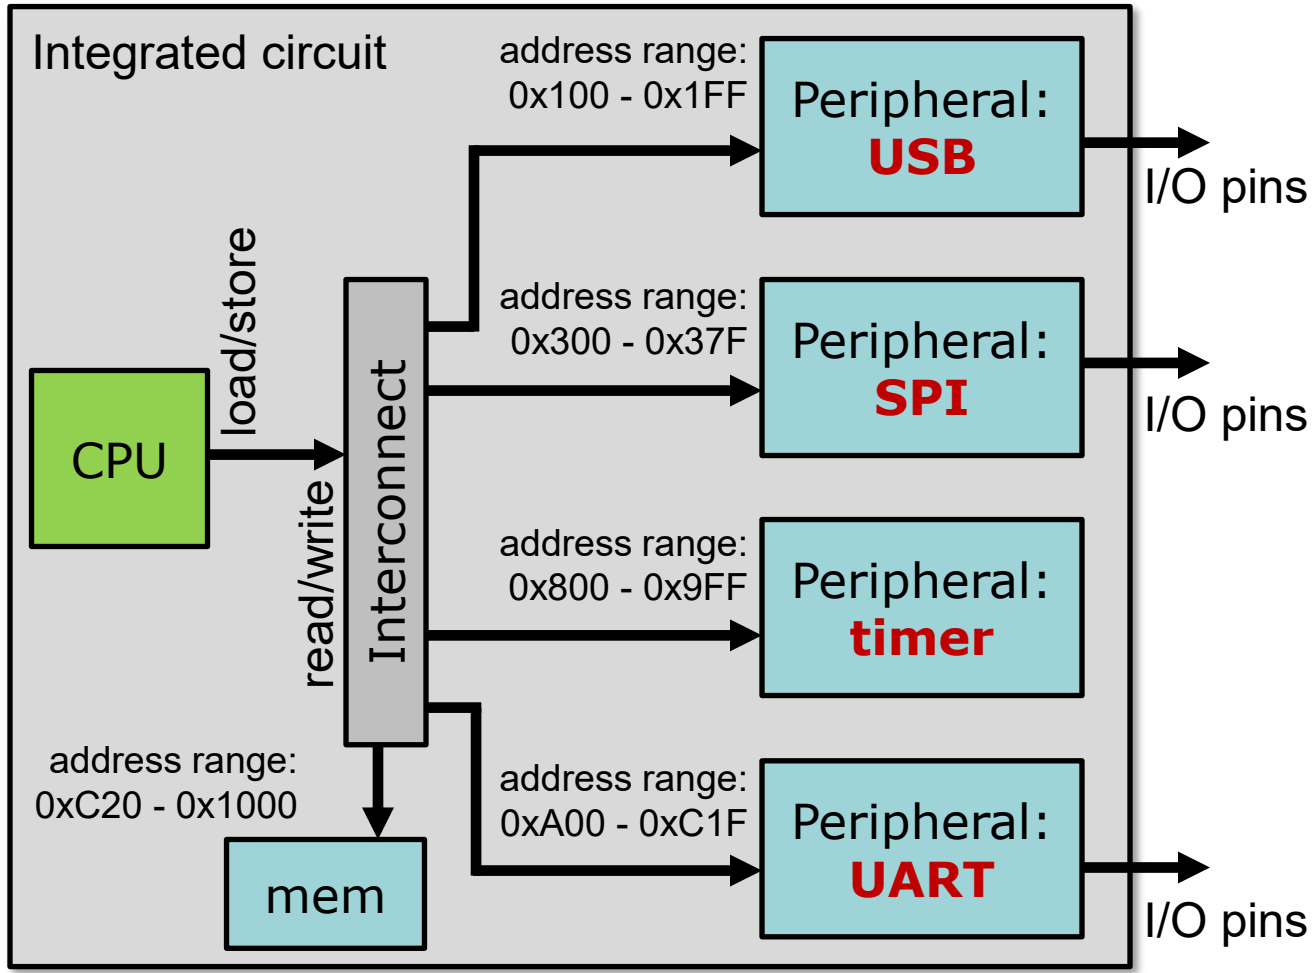 Integrated circuit
address range:
0x100 - 0x1FF
Peripheral:
USB
I/O pins
address range:
0x300 - 0x37F
Peripheral:
SPI
I/O pins
CPU
load/store
read/write
Interconnect
address range:
0x800 - 0x9FF
Peripheral:
timer
address range:
0xC20 - 0x1000
mem
address range:
0xA00 - 0xC1F
Peripheral:
UART
I/O pins